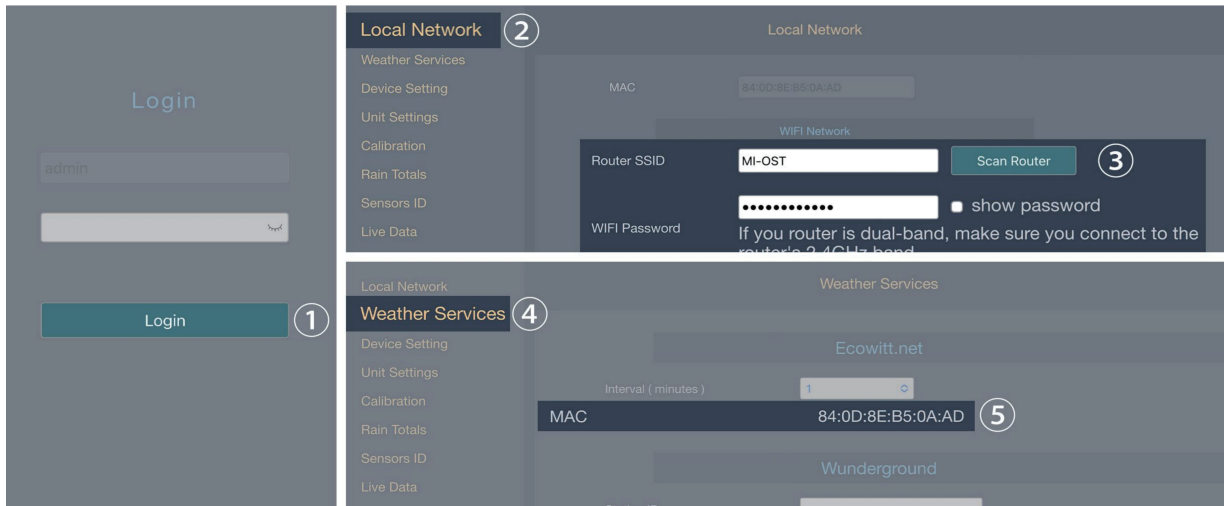 Login
admin
Login
1
Local Network
2
Weather Services
Device Setting
Unit Settings
Calibration
Rain Totals
Sensors ID
Live Data
Local Network
MAC
84:0D:8E:B5:0A:AD
WIFI Network
Router SSID
MI-OST
Scan Router
3
show password
WIFI Password
If you router is dual-band, make sure you connect to the
router's 2.4GHz band
Local Network
Weather Services
4
Device Setting
Unit Settings
Calibration
Rain Totals
Sensors ID
Live Data
Weather Services
Ecowitt.net
Interval ( minutes )
1
MAC
84:0D:8E:B5:0A:AD
5
Wunderground